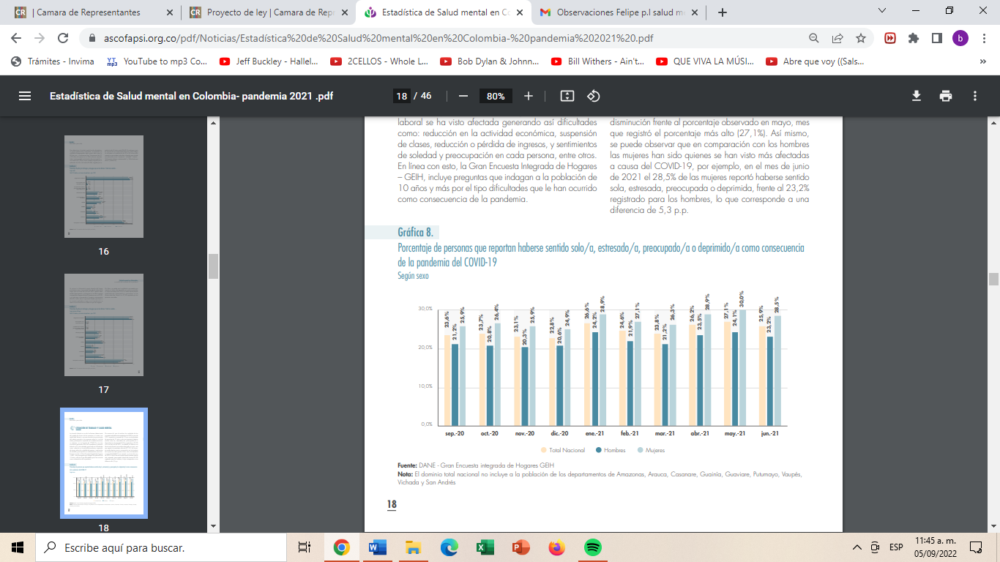 | Camara de Representantes
Proyecto de ley | Camara de Repr
Estadística de Salud mental en Co
Observaciones Felipe p.l salud m
ascofapsi.org.co/pdf/Noticias/Estadística%20de%20Salud%20mental%20en%20Colombia-%20pandemia%202021%20.pdf
b
Trámites - Invima
YouTube to mp3 Co...
Jeff Buckley - Hallel...
2CELLOS - Whole L...
Bob Dylan & Johnn...
Bill Withers - Ain't...
QUE VIVA LA MÚSI...
Abre que voy ((Sals...
»
Estadística de Salud mental en Colombia- pandemia 2021 .pdf
18 / 46
80%
16
17
18
laboral se ha visto afectada generando así dificultades
como: reducción en la actividad económica, suspensión
de clases, reducción o pérdida de ingresos, y sentimientos
de soledad y preocupación en cada persona, entre otros.
En línea con esto, la Gran Encuesta Integrada de Hogares
– GEIH, incluye preguntas que indagan a la población de
10 años y más por el tipo dificultades que le han ocurrido
como consecuencia de la pandemia.
disminución frente al porcentaje observado en mayo, mes
que registró el porcentaje más alto (27,1%). Así mismo,
se puede observar que en comparación con los hombres
las mujeres han sido quienes se han visto más afectadas
a causa del COVID-19, por ejemplo, en el mes de junio
de 2021 el 28,5% de las mujeres reportó haberse sentido
sola, estresada, preocupada o deprimida, frente al 23,2%
registrado para los hombres, lo que corresponde a una
diferencia de 5,3 p.p.
Gráfica 8.
Porcentaje de personas que reportan haberse sentido solo/a, estresado/a, preocupado/a o deprimido/a como consecuencia
de la pandemia del COVID-19
Según sexo
30,0%
20,0%
10,0%
0,0%
23,6% 21,2% 25,9%
23,7% 20,8% 26,4%
23,1% 20,3% 25,9%
22,8% 20,6% 24,9%
26,6% 24,2% 28,9%
24,6% 21,9% 27,1%
23,8% 21,2% 26,3%
26,2% 23,5% 28,9%
27,1% 24,1% 30,0%
25,9% 23,2% 28,5%
sep.-20 oct.-20 nov.-20 dic.-20 ene.-21 feb.-21 mar.-21 abr.-21 may.-21 jun.-21
Total Nacional Hombres Mujeres
Fuente: DANE - Gran Encuesta integrada de Hogares GEIH
Nota: El dominio total nacional no incluye a la población de los departamentos de Amazonas, Arauca, Casanare, Guainía, Guaviare, Putumayo, Vaupés,
Vichada y San Andrés
18
Escribe aquí para buscar.
ESP
11:45 a. m.
05/09/2022